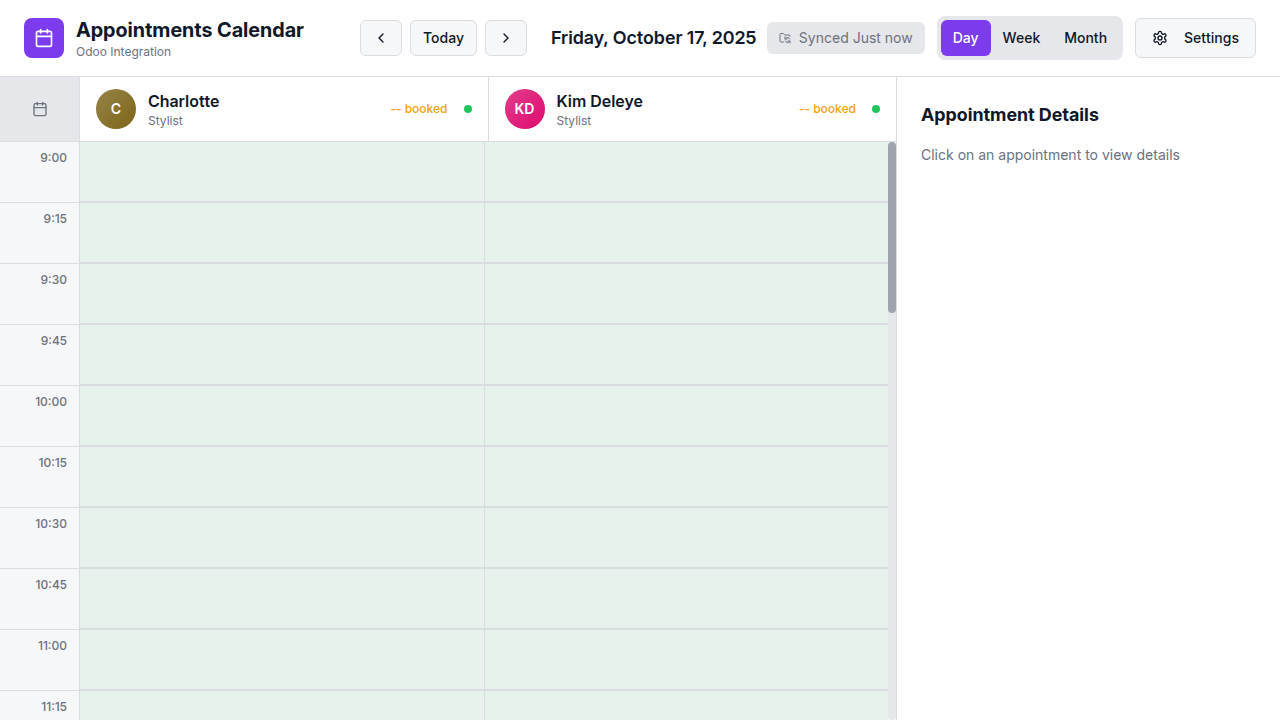 Appointments Calendar
Odoo Integration
Today
Friday, October 17, 2025
Synced Just now
Day
Week
Month
Settings
C
Charlotte
Stylist
-- booked
KD
Kim Deleye
Stylist
-- booked
Appointment Details
Click on an appointment to view details
9:00
9:15
9:30
9:45
10:00
10:15
10:30
10:45
11:00
11:15